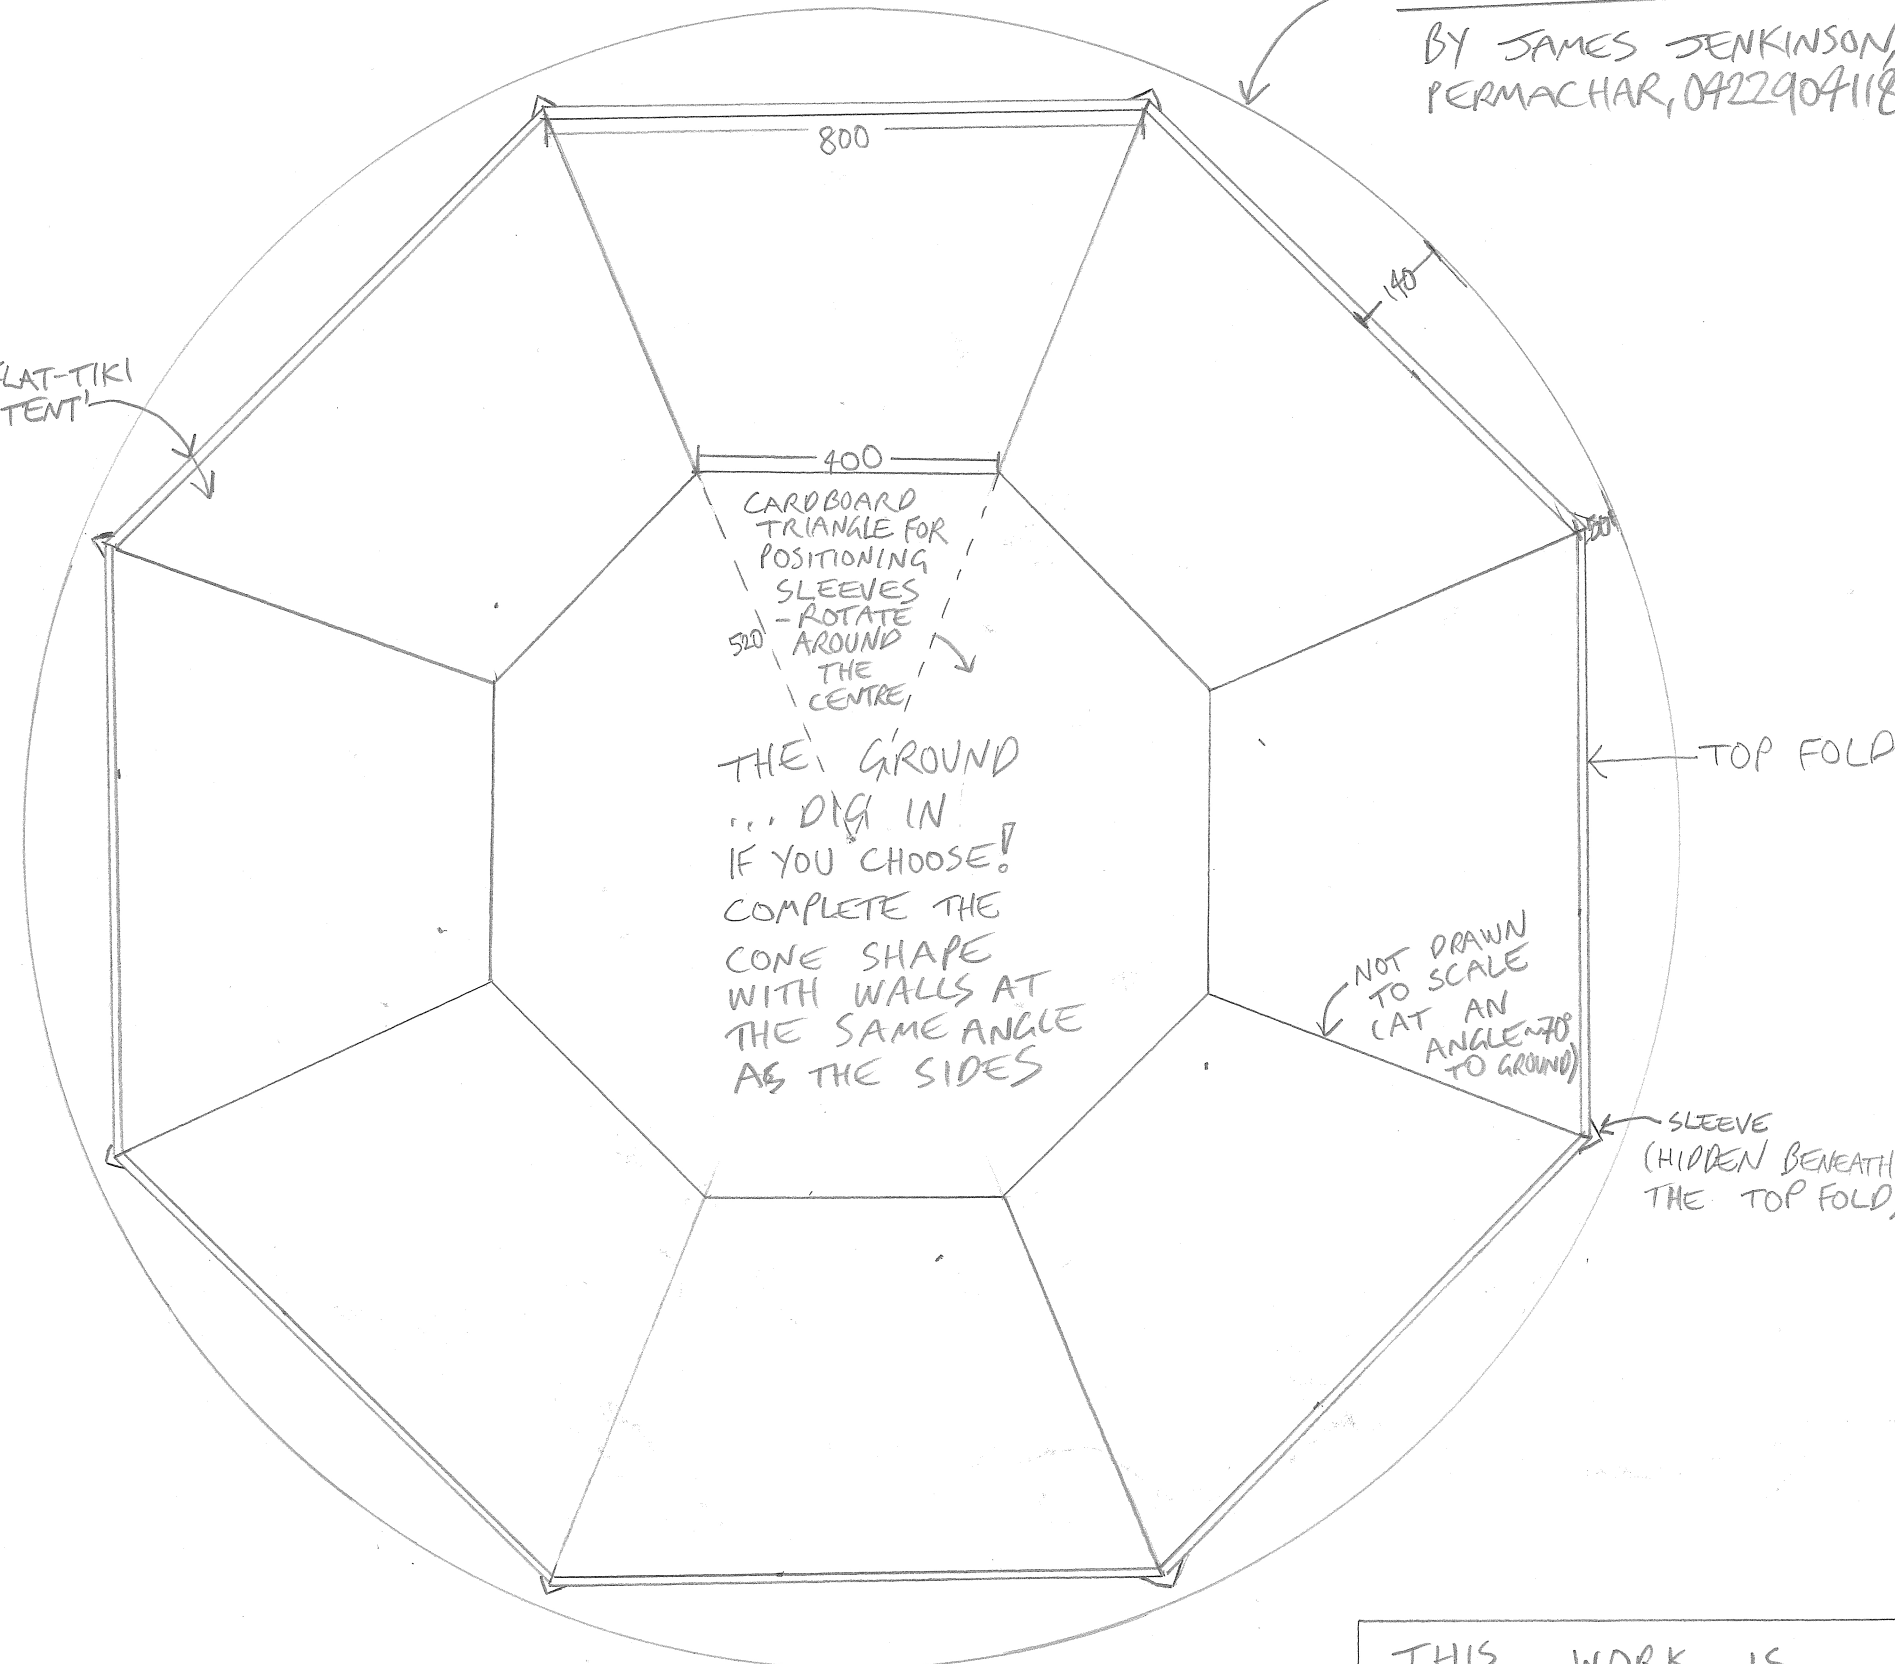 BY JAMES JENKINSON,
PERMACHAR, 0422904118
800
140
LAT-TIKI
TENT'
400
CARDBOARD
TRIANGLE FOR
POSITIONING
SLEEVES
-ROTATE
AROUND
THE
CENTRE
520
THE GROUND
... DIG IN
IF YOU CHOOSE!
COMPLETE THE
CONE SHAPE
WITH WALLS AT
THE SAME ANGLE
AS THE SIDES
TOP FOLD
NOT DRAWN
TO SCALE
(AT AN
ANGLE ~70°
TO GROUND)
SLEEVE
(HIDDEN BENEATH
THE TOP FOLD)
THIS WORK IS